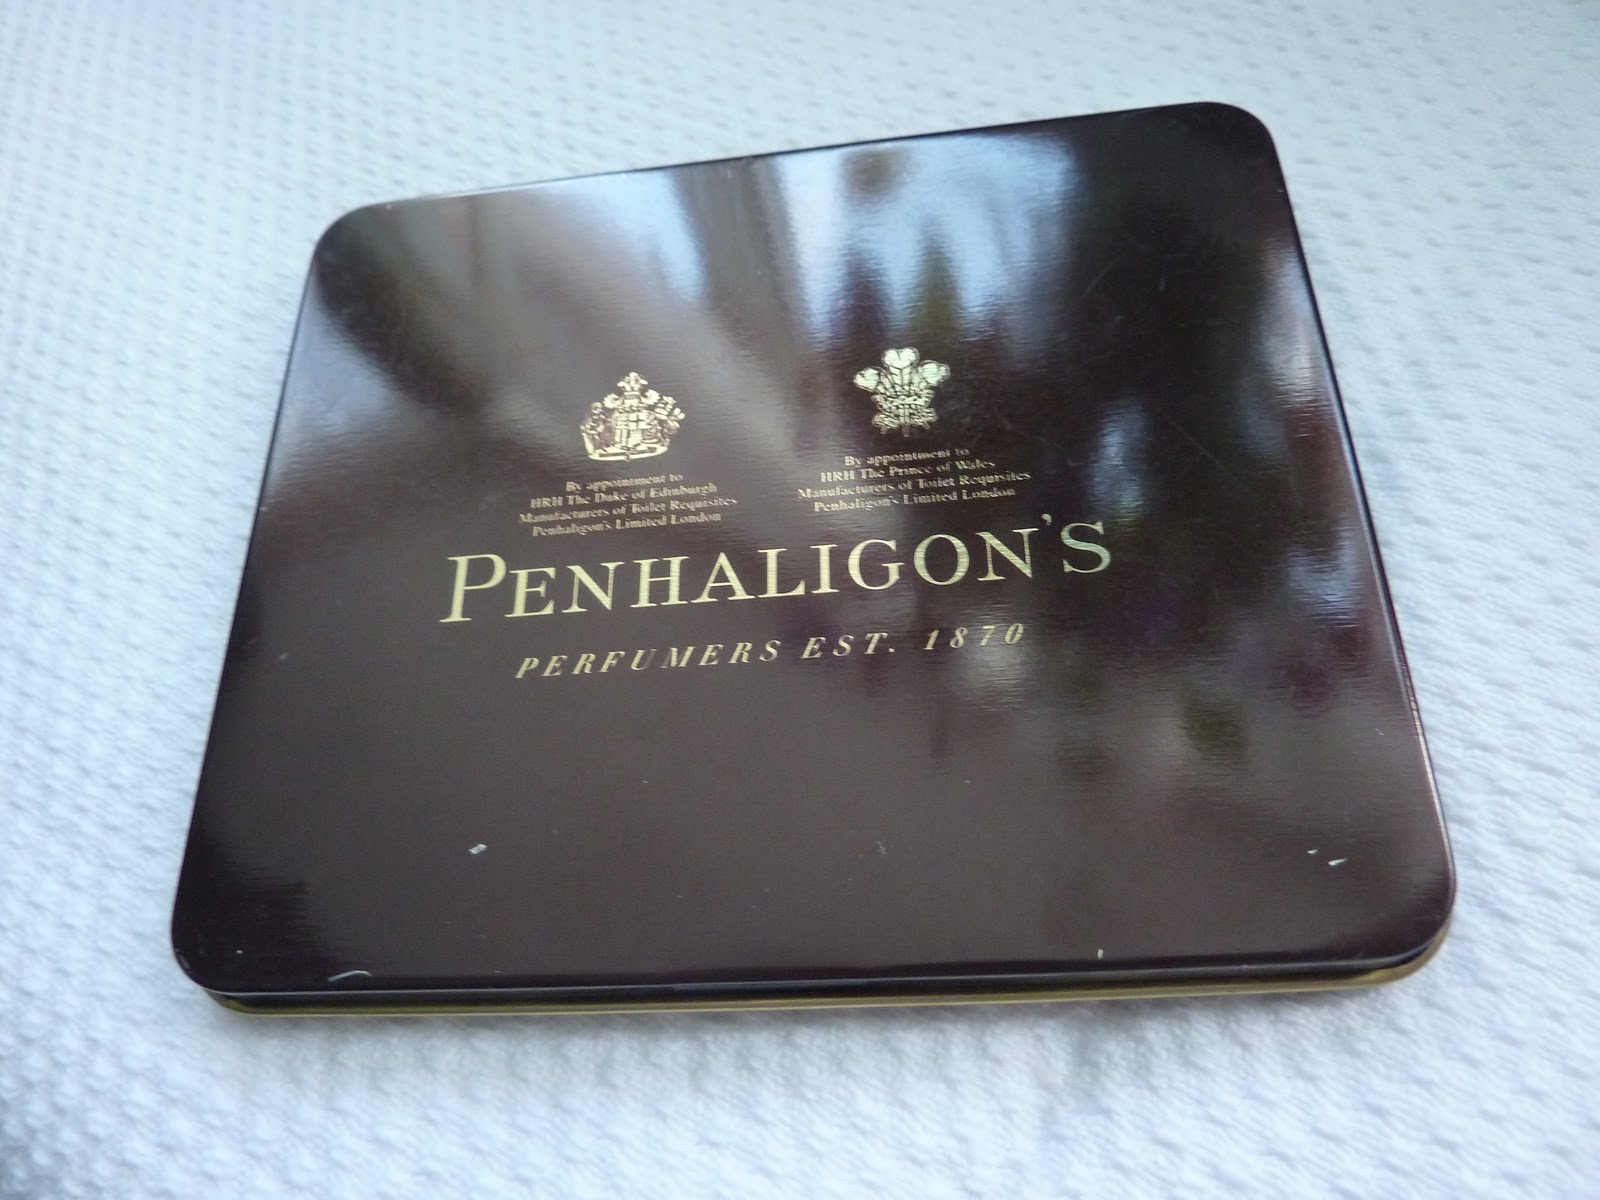 By appointment to
HRH The Duke of Edinburgh
Manufacturers of Toilet Requisites
Penhaligon's Limited London
By appointment to
HRH The Prince of Wales
Manufacturers of Toilet Requisites
Penhaligon's Limited London
PENHALIGON'S
PERFUMERS EST. 1870